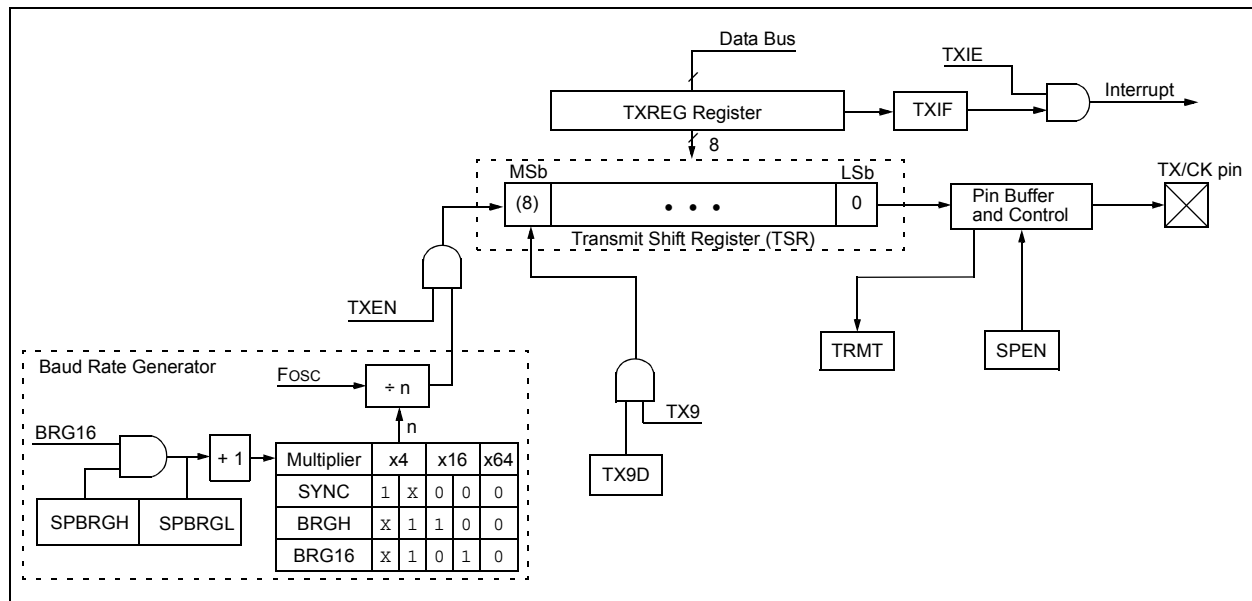 Data Bus
TXIE
Interrupt
TXREG Register
TXIF
8
MSb
LSb
TX/CK pin
(8)
• • •
0
Pin Buffer
and Control
Transmit Shift Register (TSR)
TXEN
TRMT
SPEN
Baud Rate Generator
FOSC
÷ n
TX9
n
BRG16
+ 1
Multiplier x4 x16 x64
TX9D
SYNC 1 X 0 0 0
SPBRGH SPBRGL
BRGH X 1 1 0 0
BRG16 X 1 0 1 0